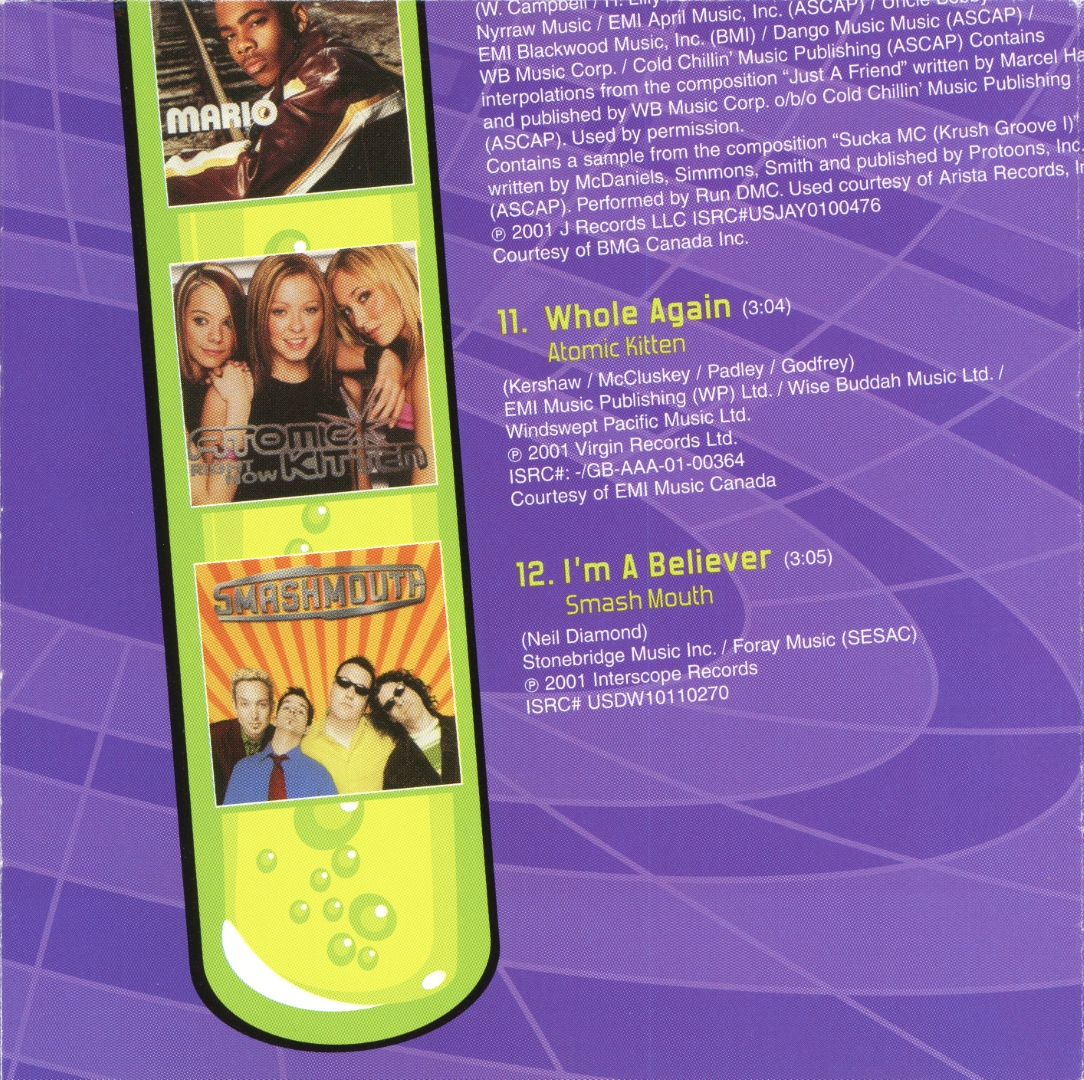 MARIO
(W. Campbell / H. Lilly
Nyrraw Music / EMI April Music, Inc. (ASCAP) / Uncle
EMI Blackwood Music, Inc. (BMI) / Dango Music Music (ASCAP) /
WB Music Corp. / Cold Chillin' Music Publishing (ASCAP) Contains
interpolations from the composition "Just A Friend" written by Marcel
and published by WB Music Corp. o/b/o Cold Chillin' Music Publishing
(ASCAP). Used by permission.
Contains a sample from the composition "Sucka MC (Krush Groove I)"
written by McDaniels, Simmons, Smith and published by Protoons, Inc.
(ASCAP). Performed by Run DMC. Used courtesy of Arista Records,
℗ 2001 J Records LLC ISRC#USJAY0100476
Courtesy of BMG Canada Inc.
ATOMIC KITTEN
RIGHT NOW
11. Whole Again (3:04)
Atomic Kitten
(Kershaw / McCluskey / Padley / Godfrey)
EMI Music Publishing (WP) Ltd. / Wise Buddah Music Ltd. /
Windswept Pacific Music Ltd.
℗ 2001 Virgin Records Ltd.
ISRC#: -/GB-AAA-01-00364
Courtesy of EMI Music Canada
SMASHMOUTH
12. I'm A Believer (3:05)
Smash Mouth
(Neil Diamond)
Stonebridge Music Inc. / Foray Music (SESAC)
℗ 2001 Interscope Records
ISRC# USDW10110270